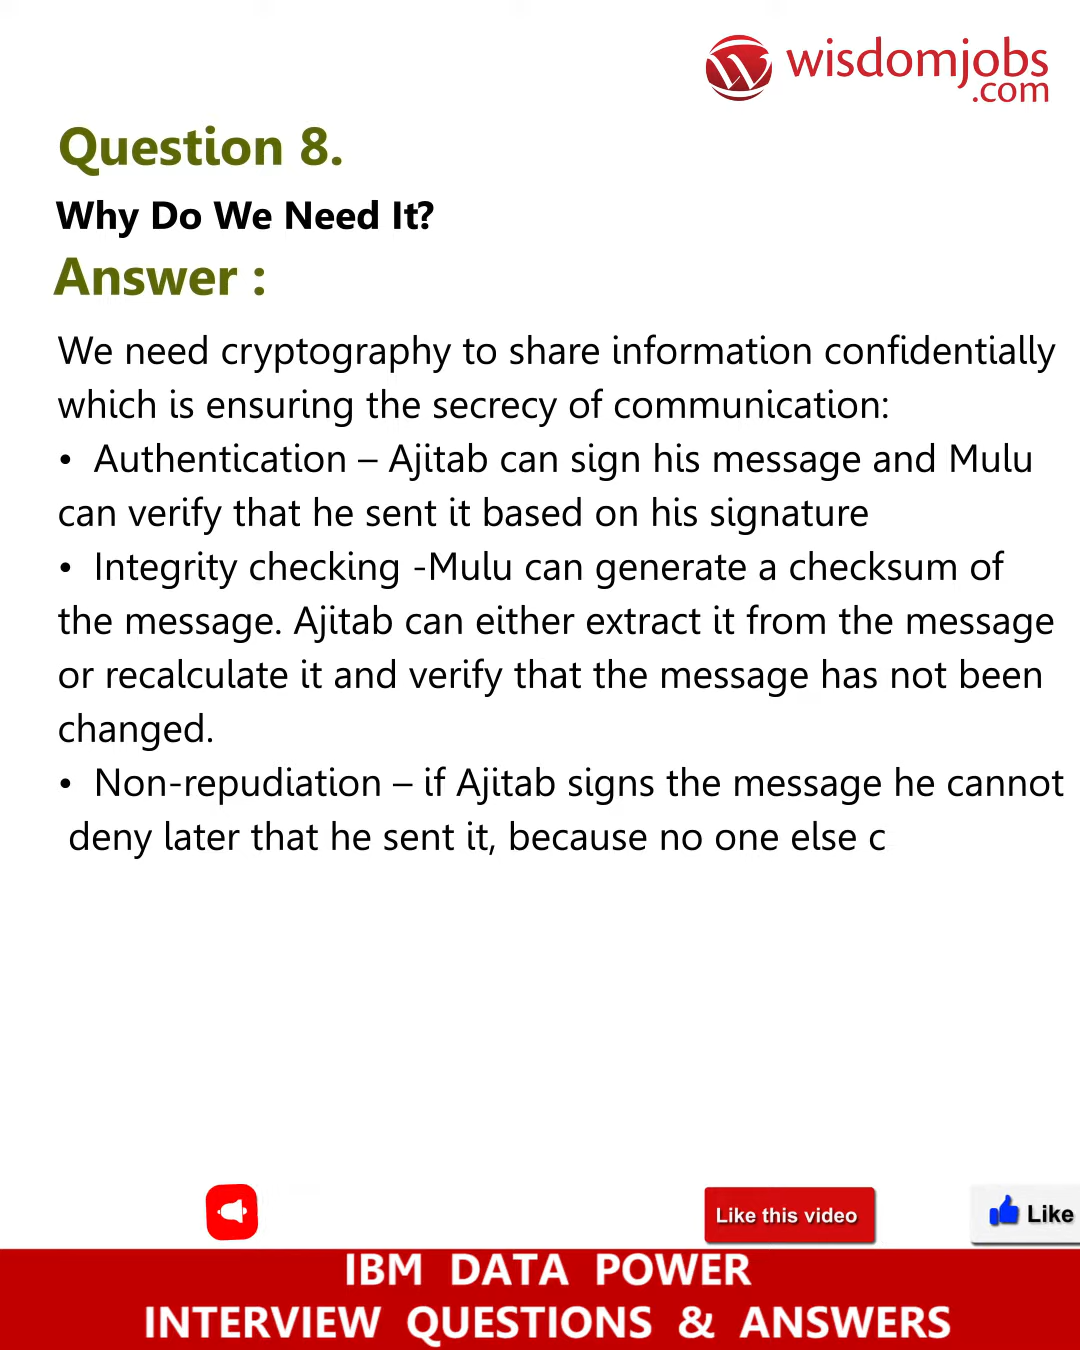 wisdomjobs
.com
Question 8.
Why Do We Need It?
Answer :
We need cryptography to share information confidentially
which is ensuring the secrecy of communication:
• Authentication – Ajitab can sign his message and Mulu
can verify that he sent it based on his signature
• Integrity checking -Mulu can generate a checksum of
the message. Ajitab can either extract it from the message
or recalculate it and verify that the message has not been
changed.
• Non-repudiation – if Ajitab signs the message he cannot
deny later that he sent it, because no one else c
Like this video
Like
IBM DATA POWER
INTERVIEW QUESTIONS & ANSWERS